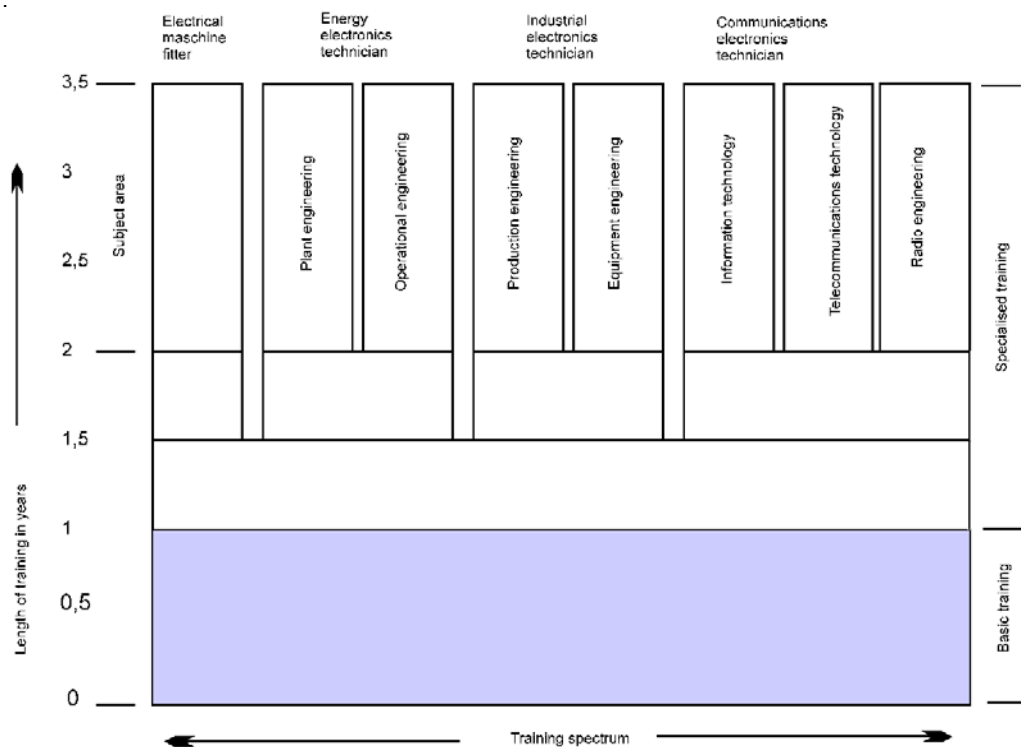 Electrical
maschine
fitter
Energy
electronics
technician
Industrial
electronics
technician
Communications
electronics
technician
3,5
3
2,5
2
1,5
1
0,5
0
Length of training in years
Subject area
Plant engineering
Operational engineering
Production engineering
Equipment engineering
Information technology
Telecommunications technology
Radio engineering
Specialised training
Basic training
Training spectrum